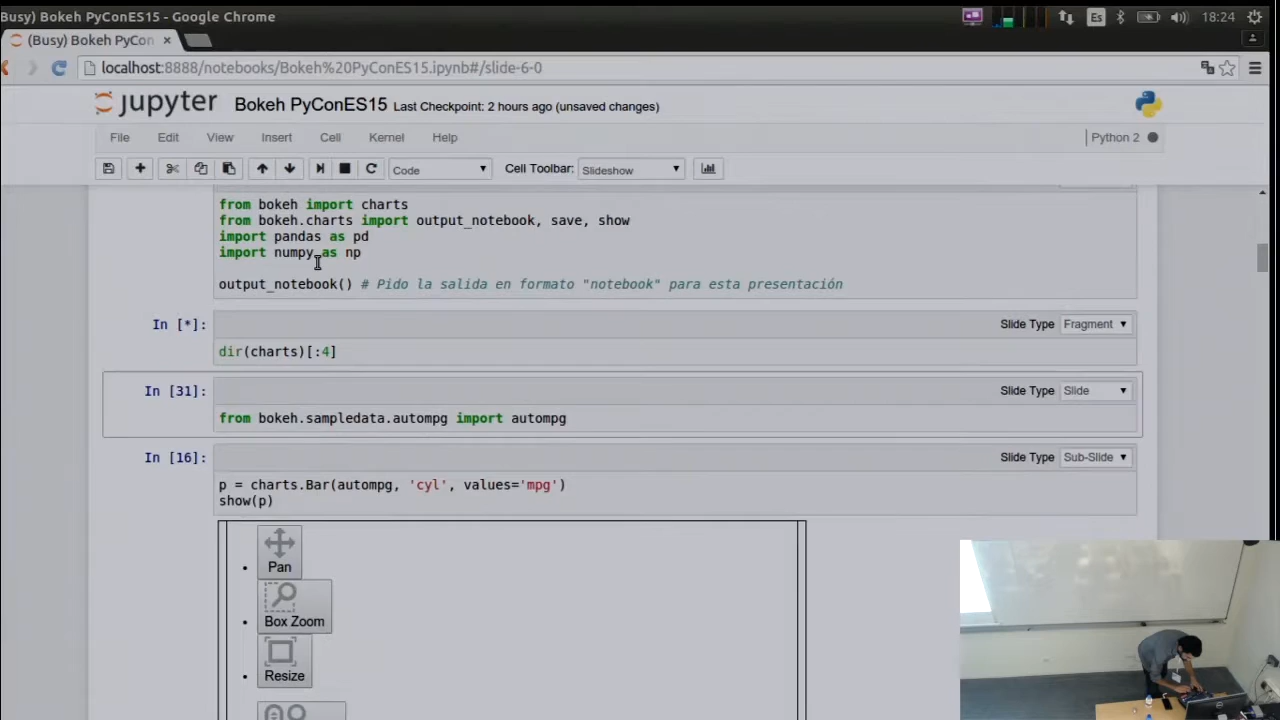 Busy) Bokeh PyConES15 - Google Chrome
Es
18:24
(Busy) Bokeh PyCon
localhost:8888/notebooks/Bokeh%20PyConES15.ipynb#/slide-6-0
jupyter Bokeh PyConES15 Last Checkpoint: 2 hours ago (unsaved changes)
File Edit View Insert Cell Kernel Help
Python 2
Code
Cell Toolbar: Slideshow
from bokeh import charts
from bokeh.charts import output_notebook, save, show
import pandas as pd
import numpy as np
output_notebook() # Pido la salida en formato "notebook" para esta presentación
In [*]:
Slide Type Fragment
dir(charts)[:4]
In [31]:
Slide Type Slide
from bokeh.sampledata.autompg import autompg
In [16]:
Slide Type Sub-Slide
p = charts.Bar(autompg, 'cyl', values='mpg')
show(p)
Pan
Box Zoom
Resize